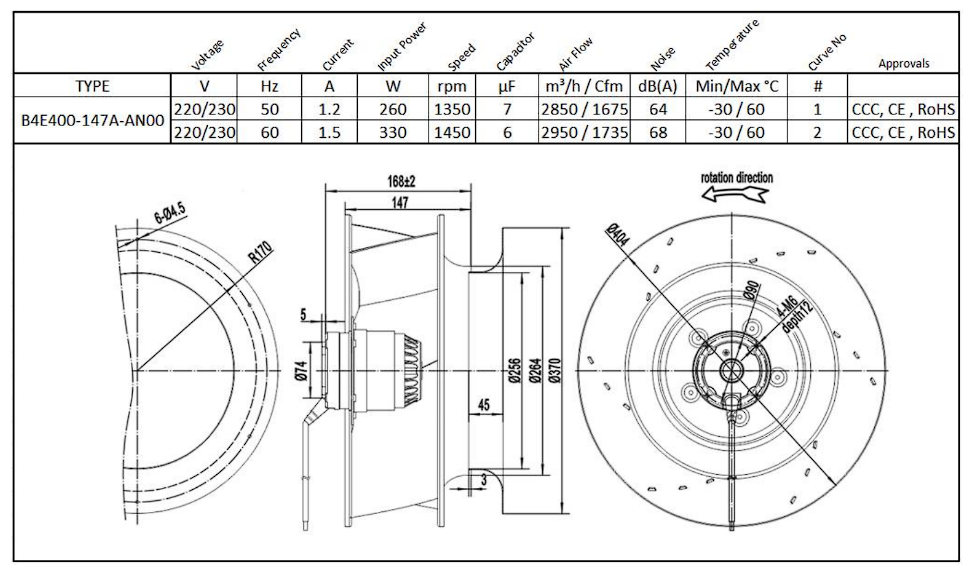 Voltage Frequency Current Input Power Speed Capacitor Air Flow Noise Temperature Curve No Approvals
TYPE V Hz A W rpm µF m³/h / Cfm dB(A) Min/Max °C #
B4E400-147A-AN00
220/230 50 1.2 260 1350 7 2850 / 1675 64 -30 / 60 1 CCC, CE , RoHS
220/230 60 1.5 330 1450 6 2950 / 1735 68 -30 / 60 2 CCC, CE , RoHS
6-Ø4.5
R170
168±2
147
5
Ø74
Ø256
Ø264
Ø370
45
3
rotation direction
Ø404
Ø90
4-M6
depth12